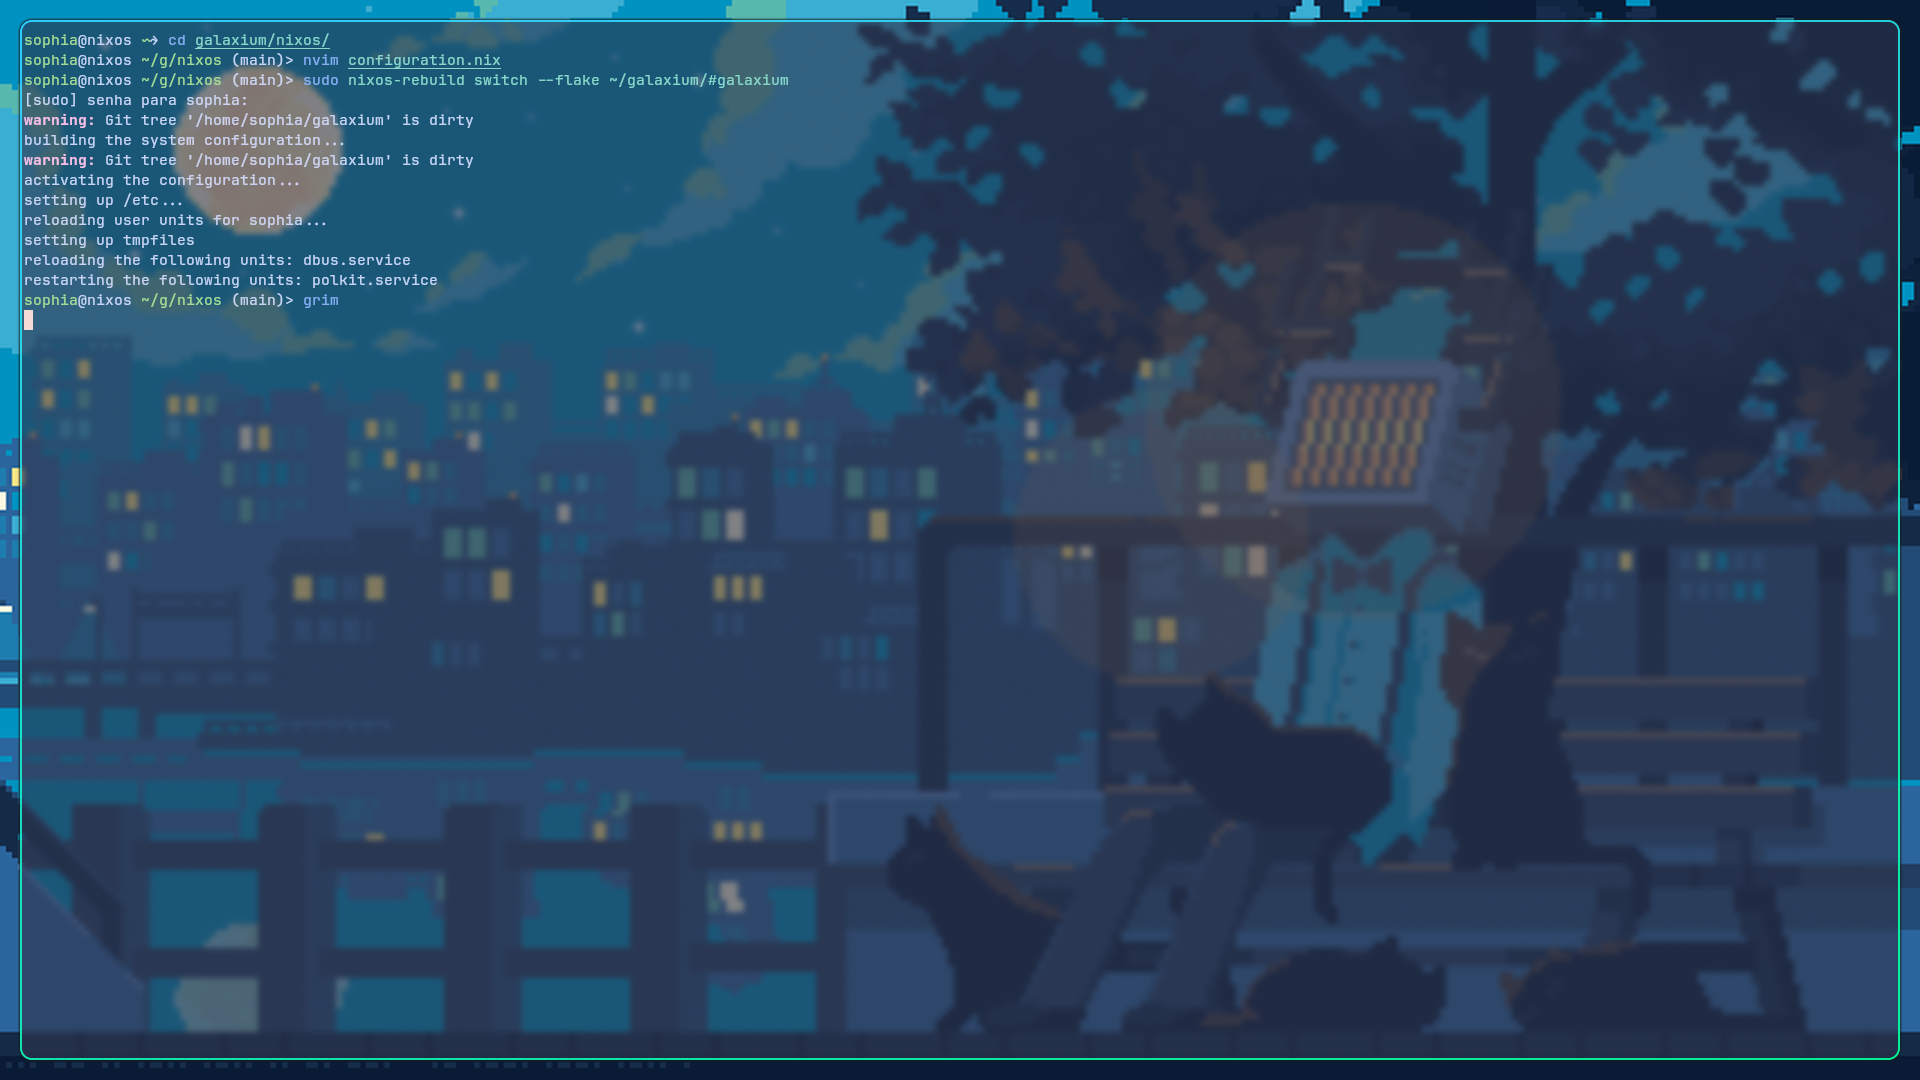 sophia@nixos ~> cd galaxium/nixos/
sophia@nixos ~/g/nixos (main)> nvim configuration.nix
sophia@nixos ~/g/nixos (main)> sudo nixos-rebuild switch --flake ~/galaxium/#galaxium
[sudo] senha para sophia:
warning: Git tree '/home/sophia/galaxium' is dirty
building the system configuration...
warning: Git tree '/home/sophia/galaxium' is dirty
activating the configuration...
setting up /etc...
reloading user units for sophia...
setting up tmpfiles
reloading the following units: dbus.service
restarting the following units: polkit.service
sophia@nixos ~/g/nixos (main)> grim